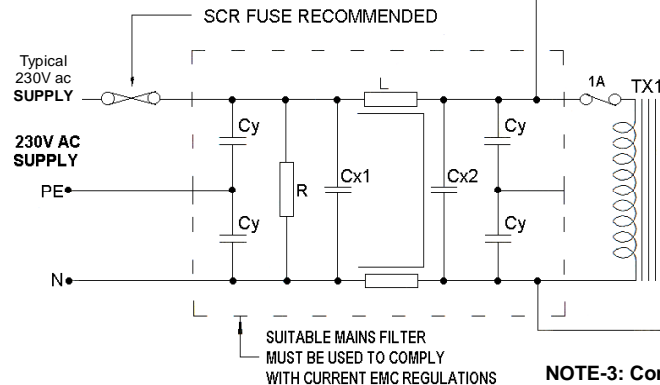 SCR FUSE RECOMMENDED
Typical
230V ac
SUPPLY
L
1A
TX1
Cy
Cy
230V AC
SUPPLY
PE
R
Cx1
Cx2
Cy
Cy
N
SUITABLE MAINS FILTER
MUST BE USED TO COMPLY
WITH CURRENT EMC REGULATIONS
NOTE-3: Con